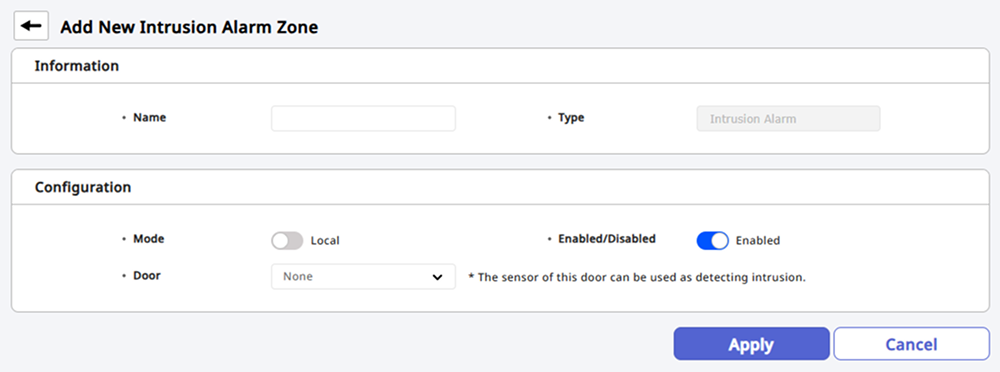 Add New Intrusion Alarm Zone
Information
• Name
• Type
Intrusion Alarm
Configuration
• Mode
Local
• Enabled/Disabled
Enabled
• Door
None
* The sensor of this door can be used as detecting intrusion.
Apply
Cancel